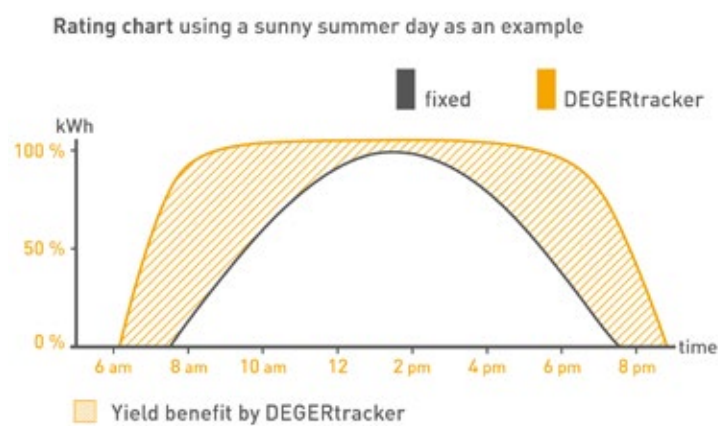 Rating chart using a sunny summer day as an example
fixed
DEGERtracker
kWh
100 %
50 %
0 %
time
6 am 8 am 10 am 12 2 pm 4 pm 6 pm 8 pm
Yield benefit by DEGERtracker